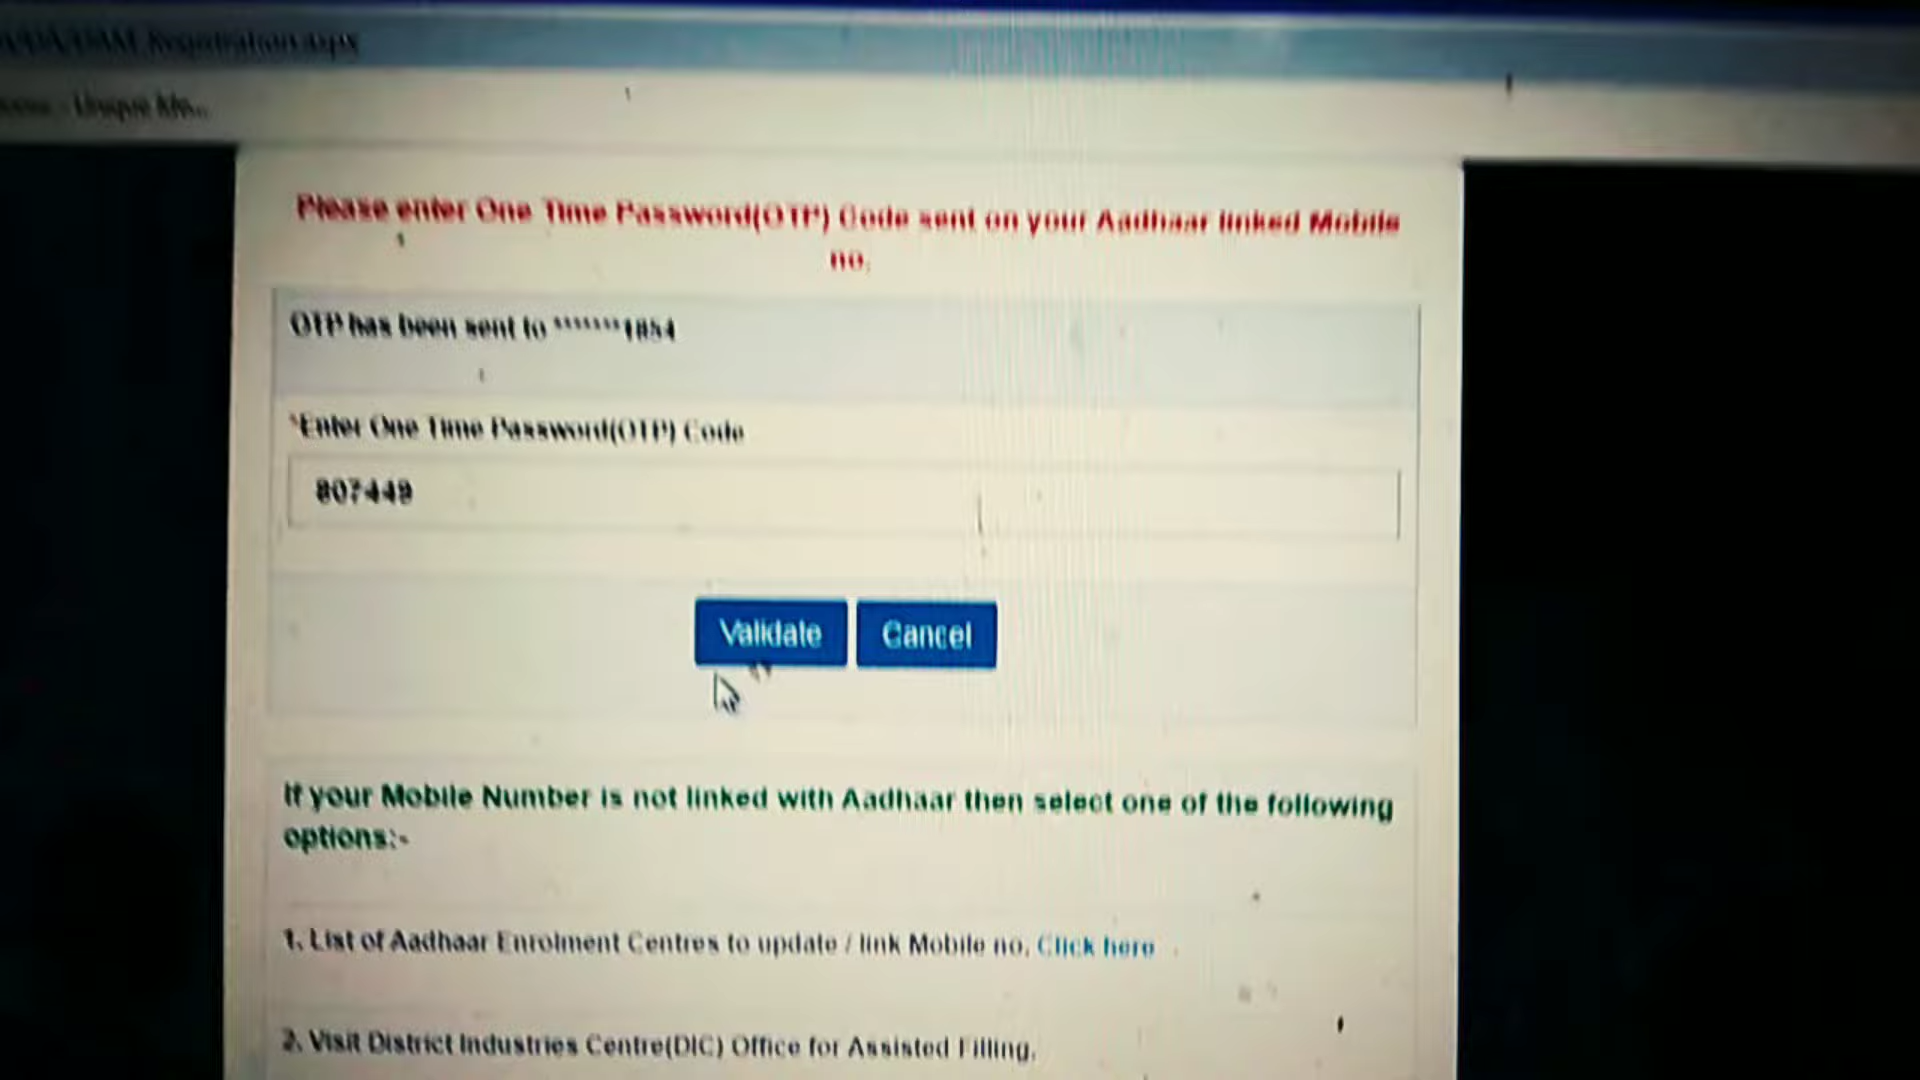 Registration.aspx
Please enter One Time Password(OTP) Code sent on your Aadhaar linked Mobile
no.
OTP has been sent to *******1854
*Enter One Time Password(OTP) Code
807449
Validate Cancel
If your Mobile Number is not linked with Aadhaar then select one of the following
options:-
1. List of Aadhaar Enrolment Centres to update / link Mobile no. Click here
2. Visit District Industries Centre(DIC) Office for Assisted Filling.